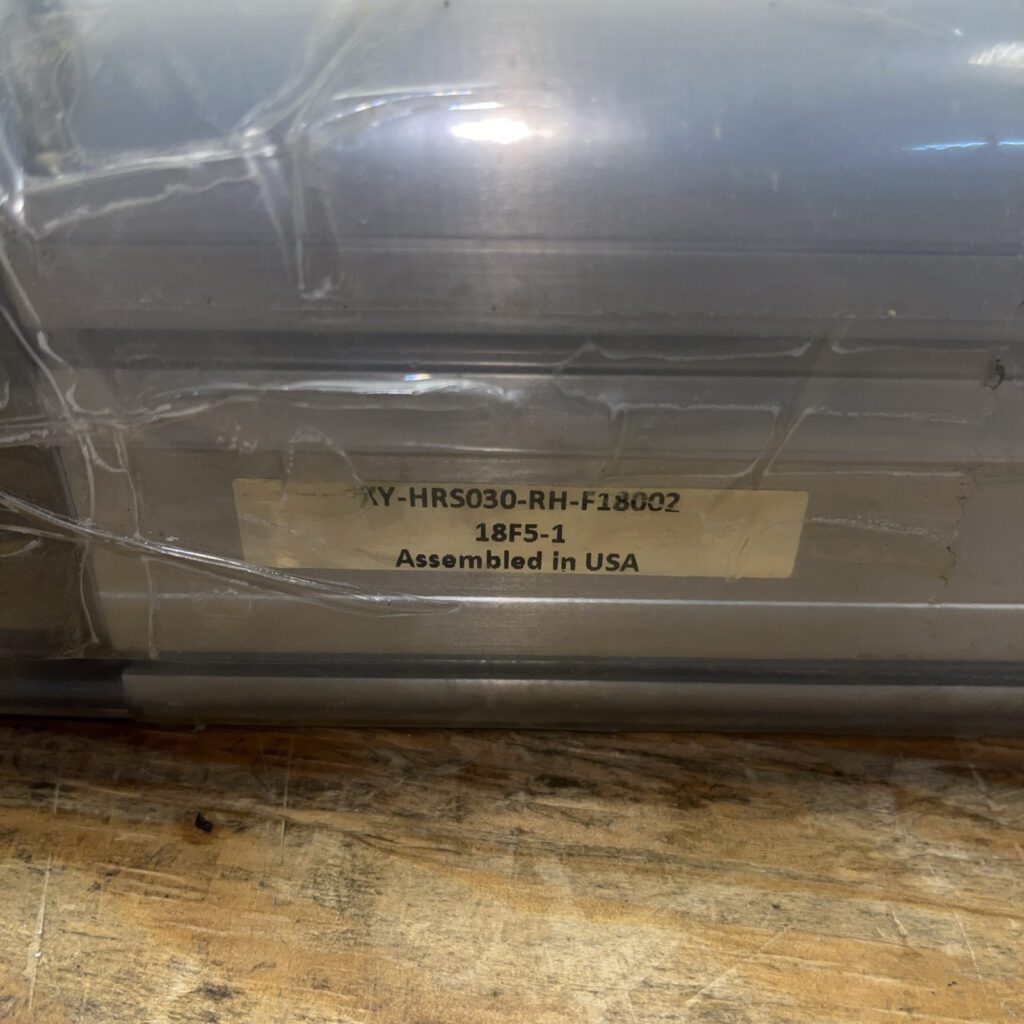 XY-HRS030-RH-F18002
18F5-1
Assembled in USA